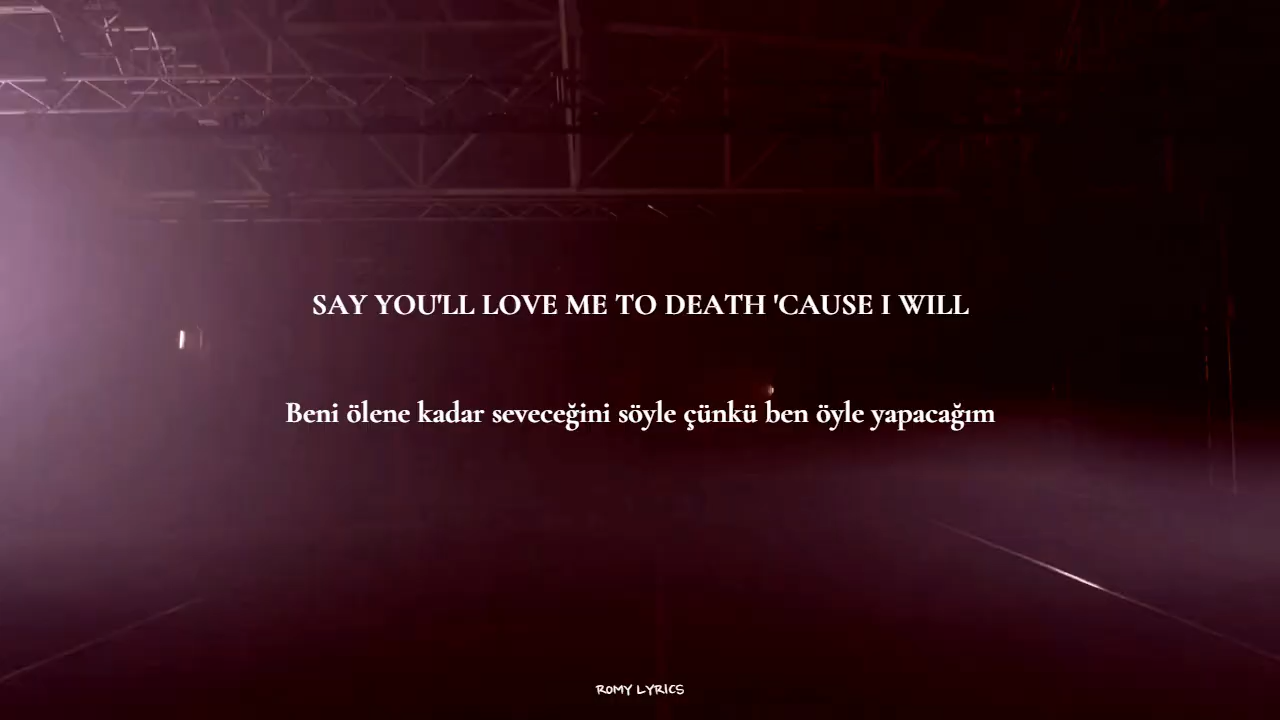 SAY YOU'LL LOVE ME TO DEATH 'CAUSE I WILL
Beni ölene kadar seveceğini söyle çünkü ben öyle yapacağım
ROMY LYRICS